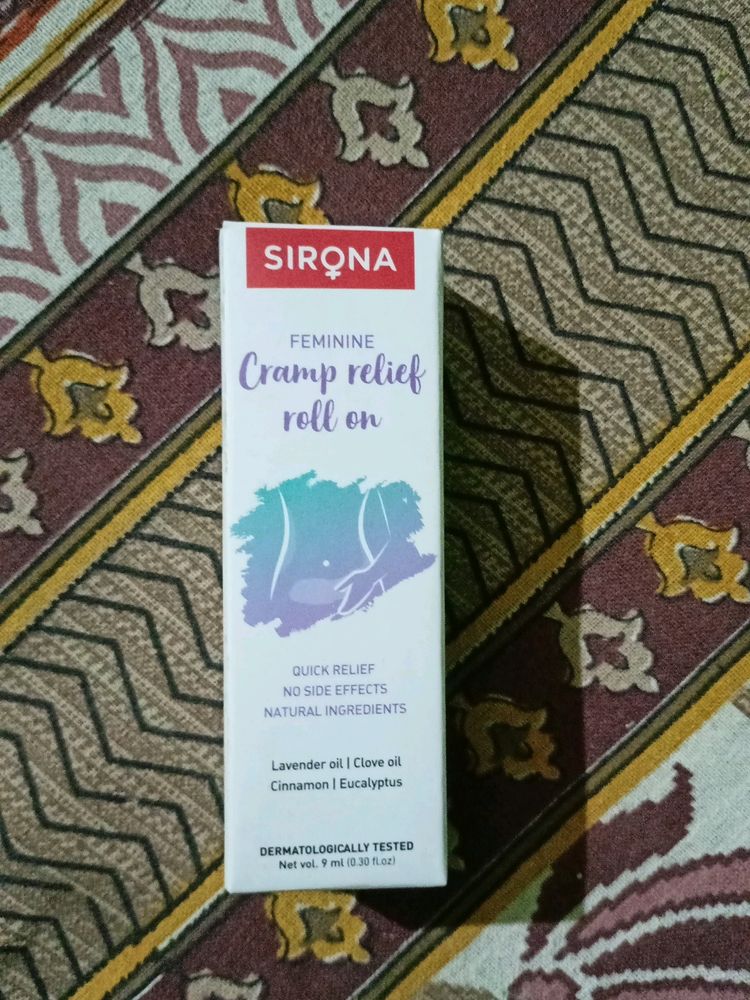 SIRONA
FEMININE
Cramp relief
roll on
QUICK RELIEF
NO SIDE EFFECTS
NATURAL INGREDIENTS
Lavender oil | Clove oil
Cinnamon | Eucalyptus
DERMATOLOGICALLY TESTED
Net vol. 9 ml (0.30 fl.oz)